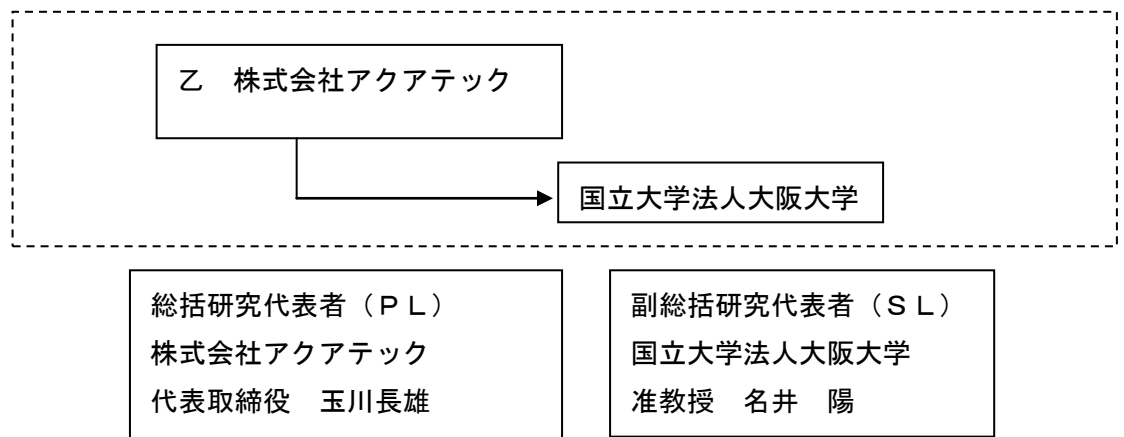 乙　株式会社アクアテック
国立大学法人大阪大学
総括研究代表者（ＰＬ）
株式会社アクアテック
代表取締役　玉川長雄
副総括研究代表者（ＳＬ）
国立大学法人大阪大学
准教授　名井　陽